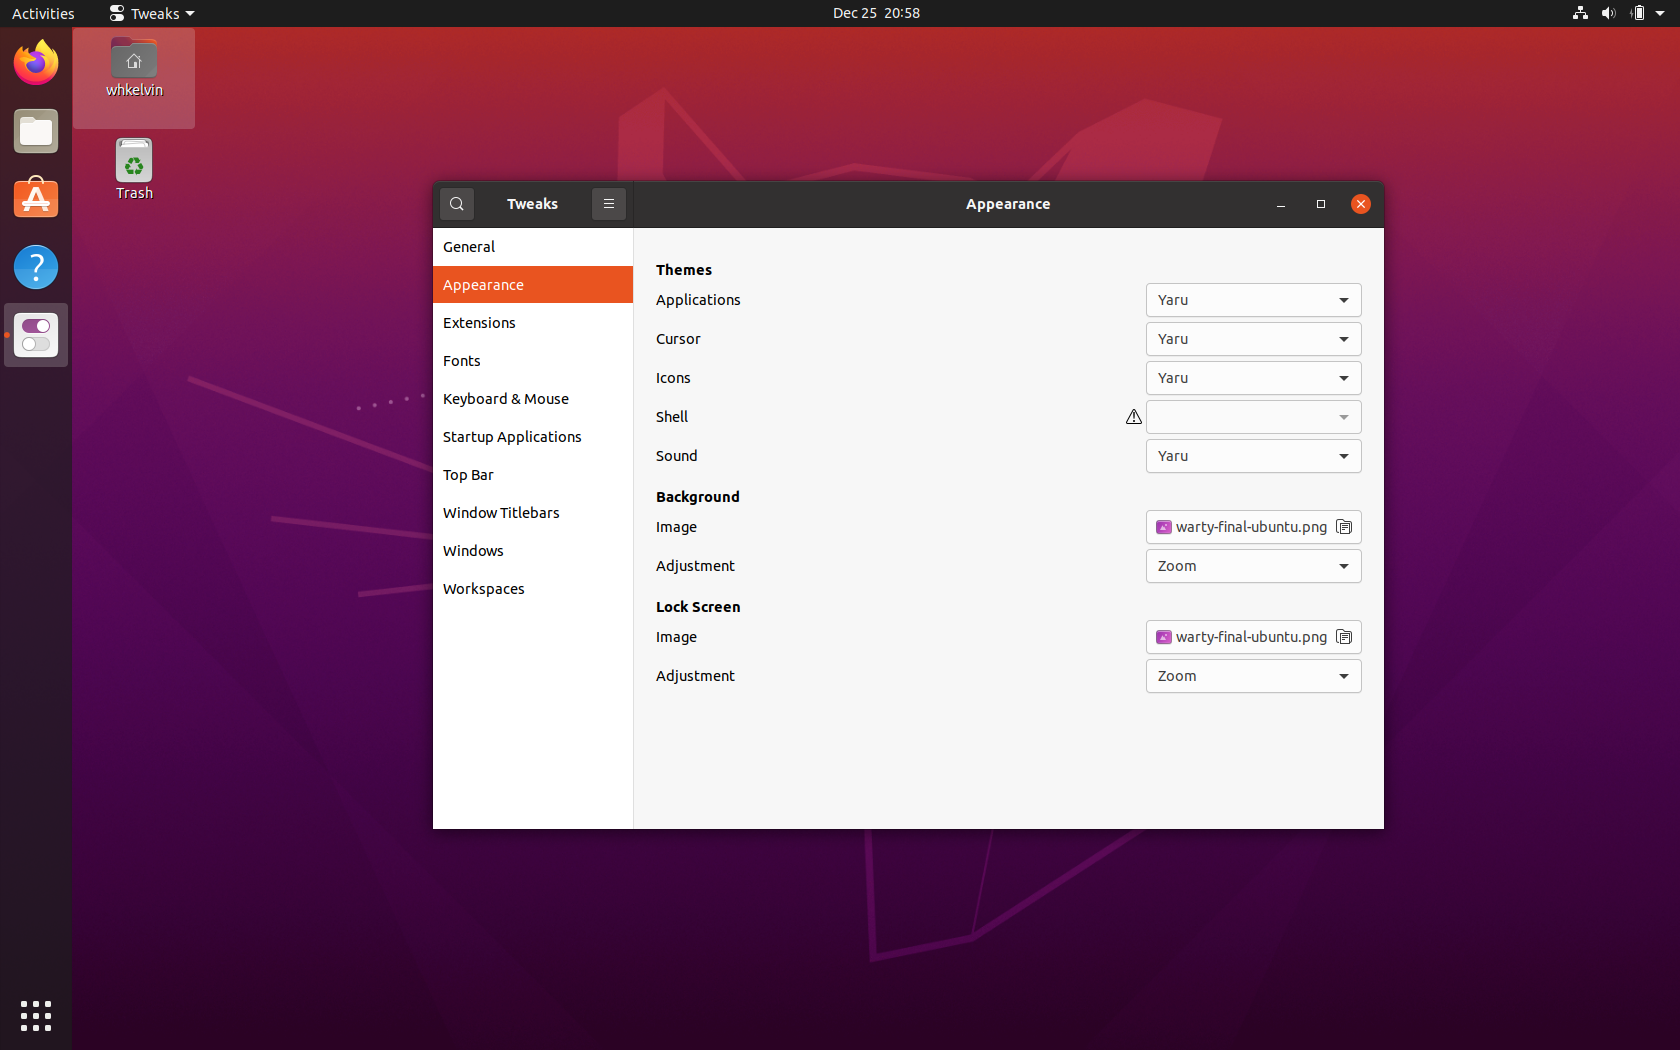 Activities
Tweaks
Dec 25 20:58
whkelvin
Trash
Tweaks
Appearance
General
Appearance
Extensions
Fonts
Keyboard & Mouse
Startup Applications
Top Bar
Window Titlebars
Windows
Workspaces
Themes
Applications Yaru
Cursor Yaru
Icons Yaru
Shell
Sound Yaru
Background
Image warty-final-ubuntu.png
Adjustment Zoom
Lock Screen
Image warty-final-ubuntu.png
Adjustment Zoom